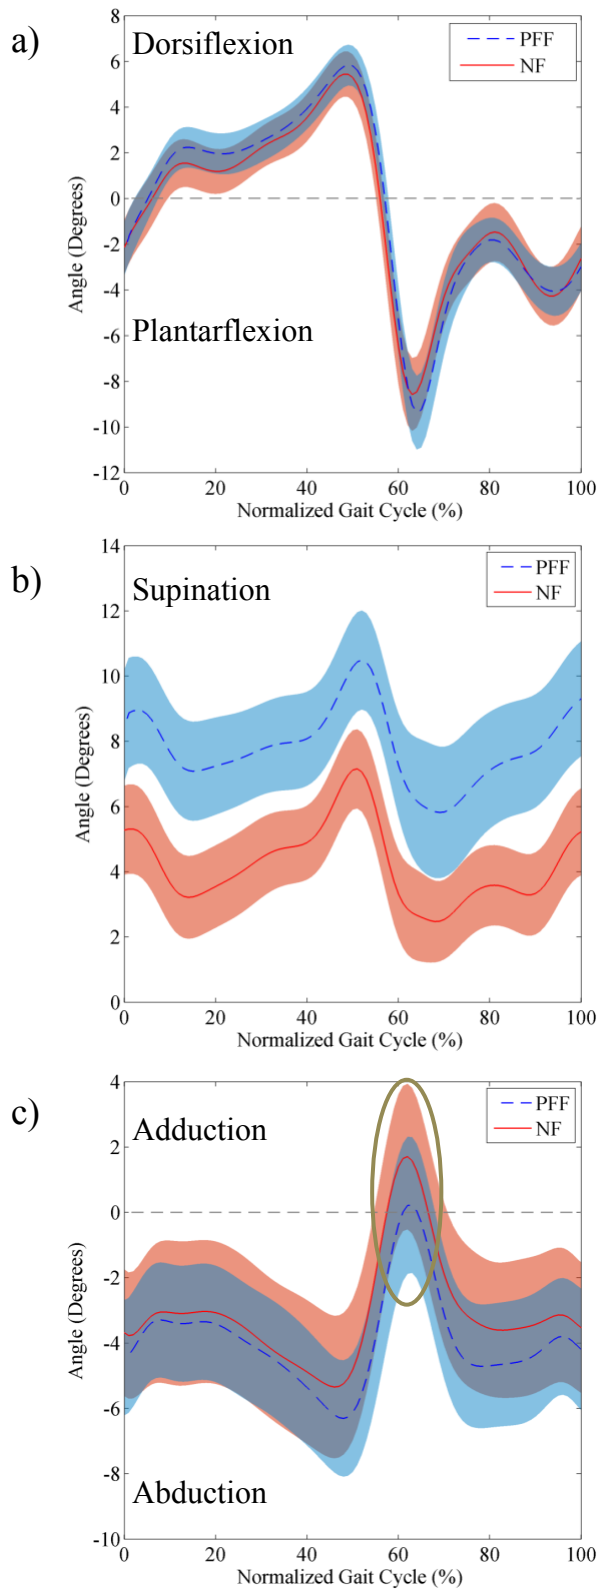 a)
Dorsiflexion
PFF
NF
8
6
4
2
0
-2
-4
-6
-8
-10
-12
Angle (Degrees)
Plantarflexion
0 20 40 60 80 100
Normalized Gait Cycle (%)
b)
Supination
PFF
NF
14
12
10
8
6
4
2
0
Angle (Degrees)
0 20 40 60 80 100
Normalized Gait Cycle (%)
c)
Adduction
PFF
NF
4
2
0
-2
-4
-6
-8
-10
Angle (Degrees)
Abduction
0 20 40 60 80 100
Normalized Gait Cycle (%)